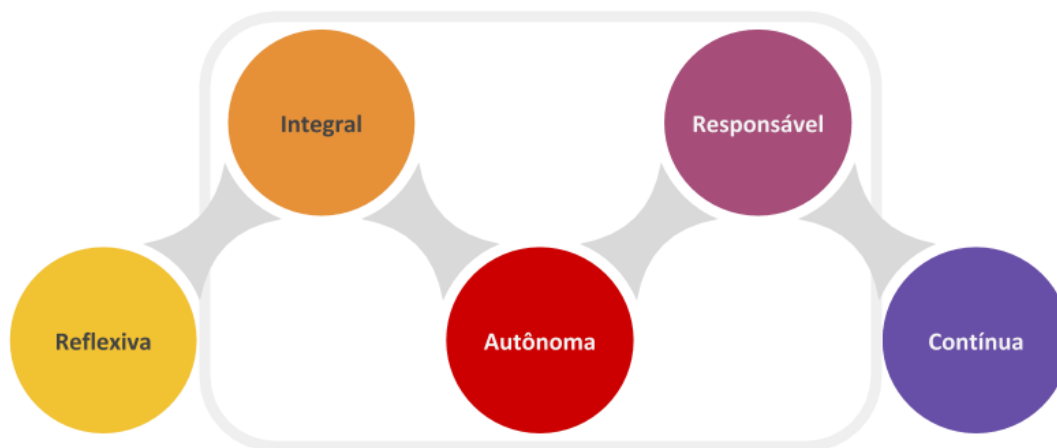 Integral
Responsável
Reflexiva
Autônoma
Contínua